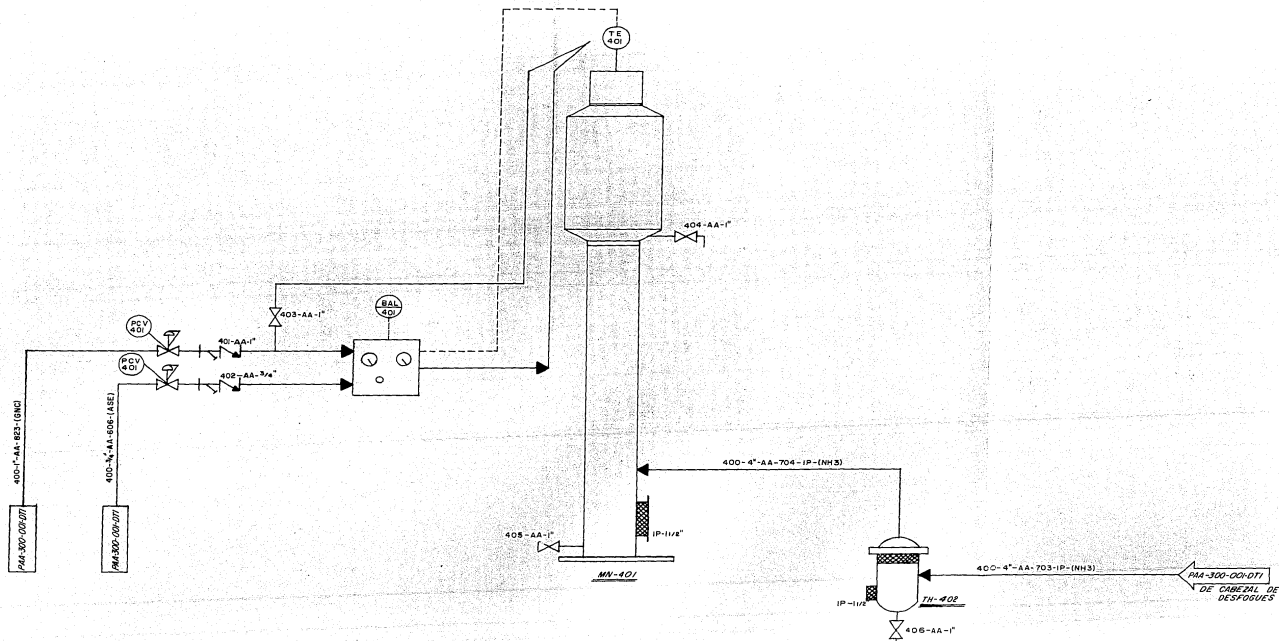 TE
401
404-AA-1"
BAL
401
403-AA-1"
PCV
401
401-AA-1"
PCV
401
402-AA-3/4"
400-1"-AA-823-(GNC)
400-3/4"-AA-606-(ASE)
PAA-300-001-DTI
PAA-300-001-DTI
400-4"-AA-704-IP-(NH3)
IP-1 1/2"
405-AA-1"
MN-401
400-4"-AA-703-IP-(NH3)
PAA-300-001-DTI
DE CABEZAL DE
DESFOGUES
IP-1 1/2
TH-402
406-AA-1"